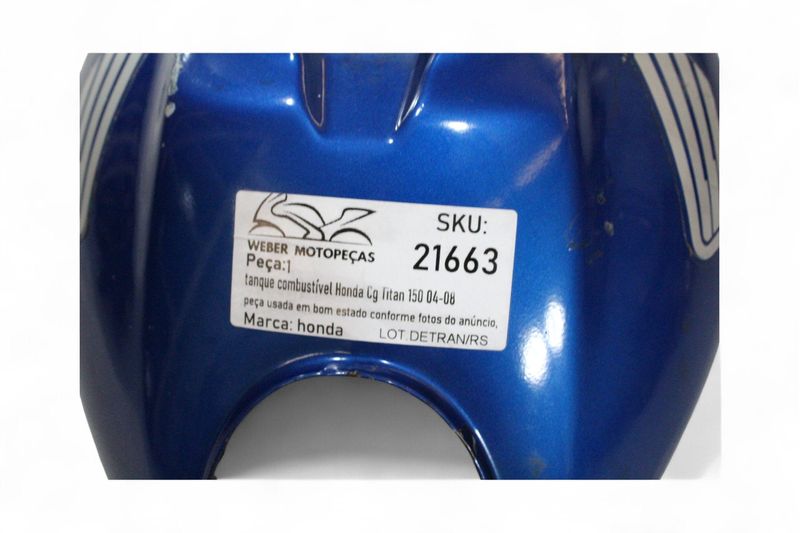 WEBER MOTOPEÇAS
SKU:
21663
Peça:1
tanque combustível Honda Cg Titan 150 04-08
peça usada em bom estado conforme fotos do anúncio,
Marca: honda
LOT.DETRAN/RS